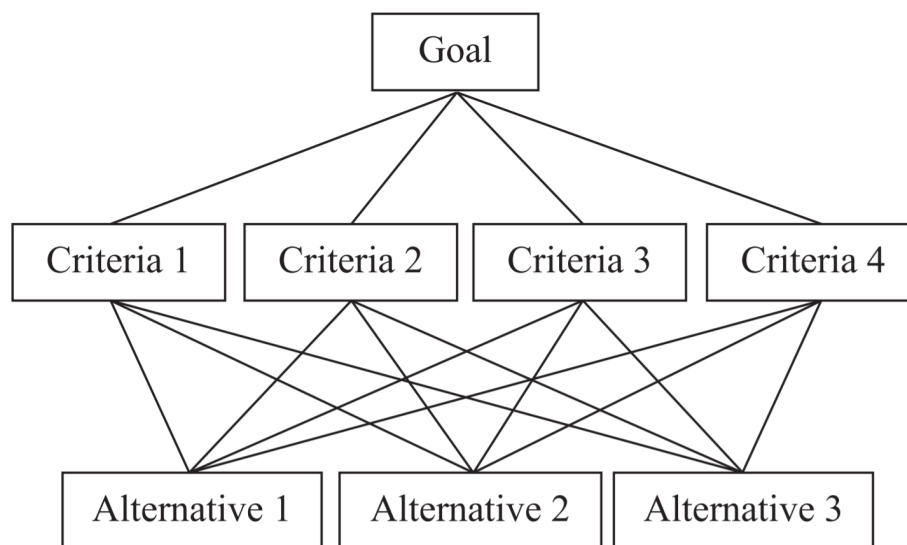 Goal
Criteria 1
Criteria 2
Criteria 3
Criteria 4
Alternative 1
Alternative 2
Alternative 3